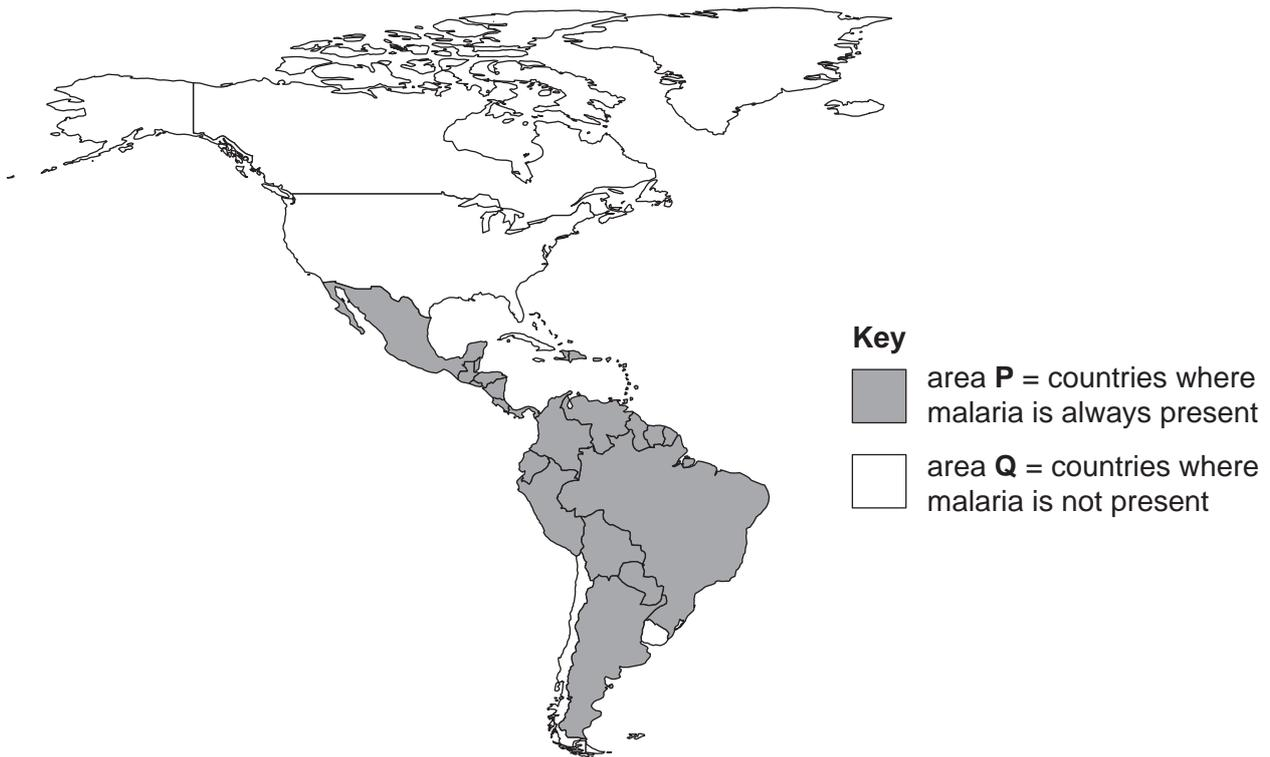 Key
area P = countries where
malaria is always present
area Q = countries where
malaria is not present